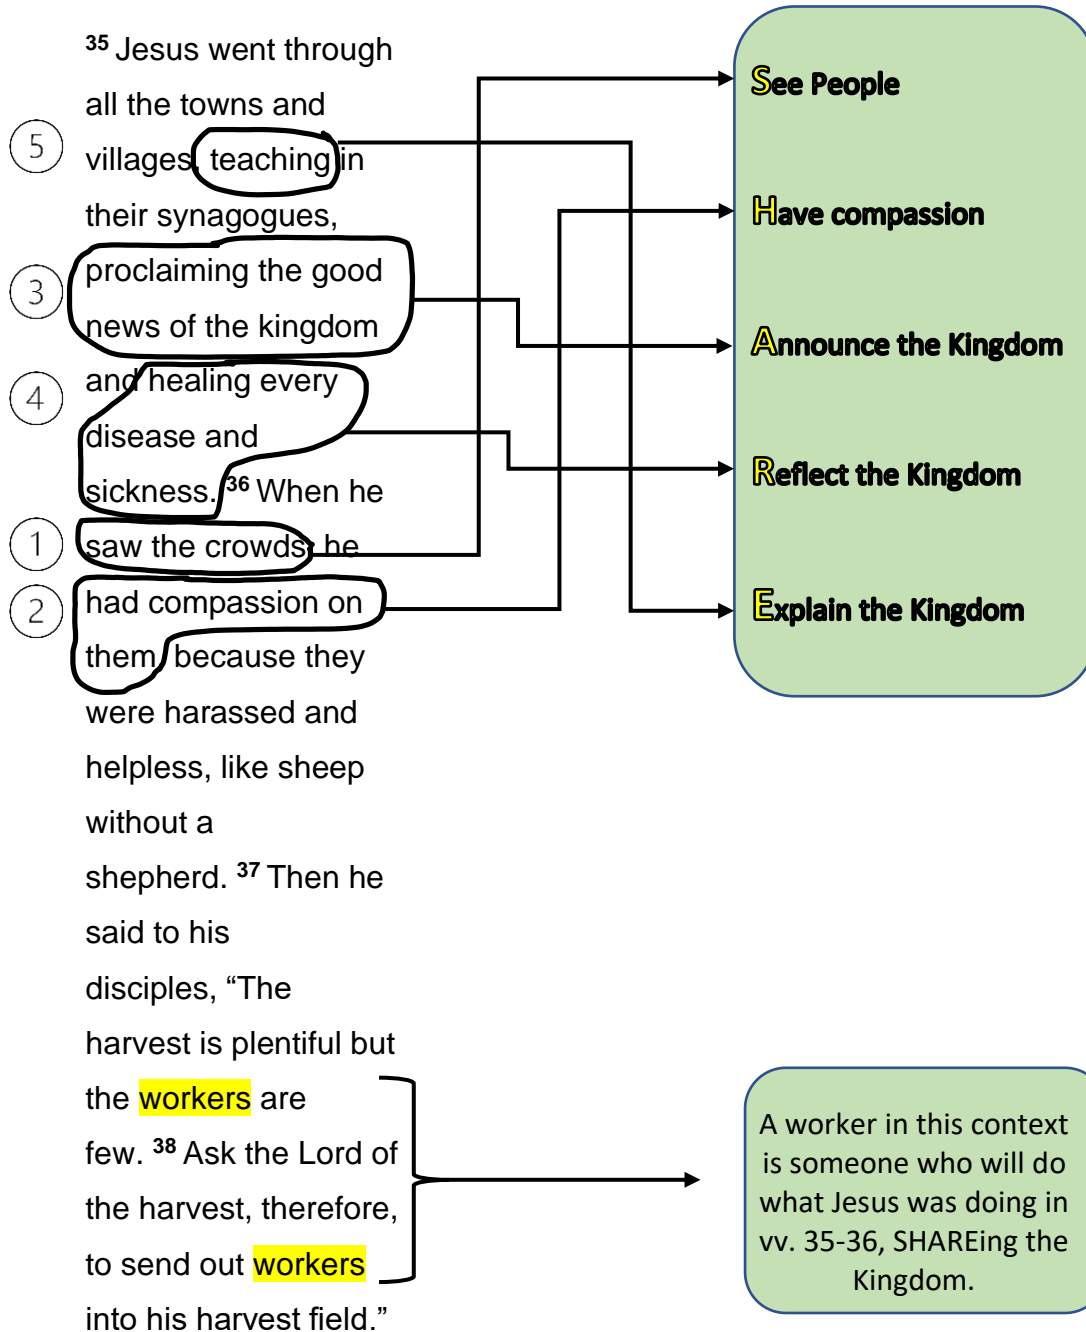 ³⁵ Jesus went through
all the towns and
villages, teaching in
their synagogues,
proclaiming the good
news of the kingdom
and healing every
disease and
sickness. ³⁶ When he
saw the crowds, he
had compassion on
them, because they
were harassed and
helpless, like sheep
without a
shepherd. ³⁷ Then he
said to his
disciples, “The
harvest is plentiful but
the workers are
few. ³⁸ Ask the Lord of
the harvest, therefore,
to send out workers
into his harvest field.”
5
3
4
1
2
See People
Have compassion
Announce the Kingdom
Reflect the Kingdom
Explain the Kingdom
A worker in this context
is someone who will do
what Jesus was doing in
vv. 35-36, SHAREing the
Kingdom.